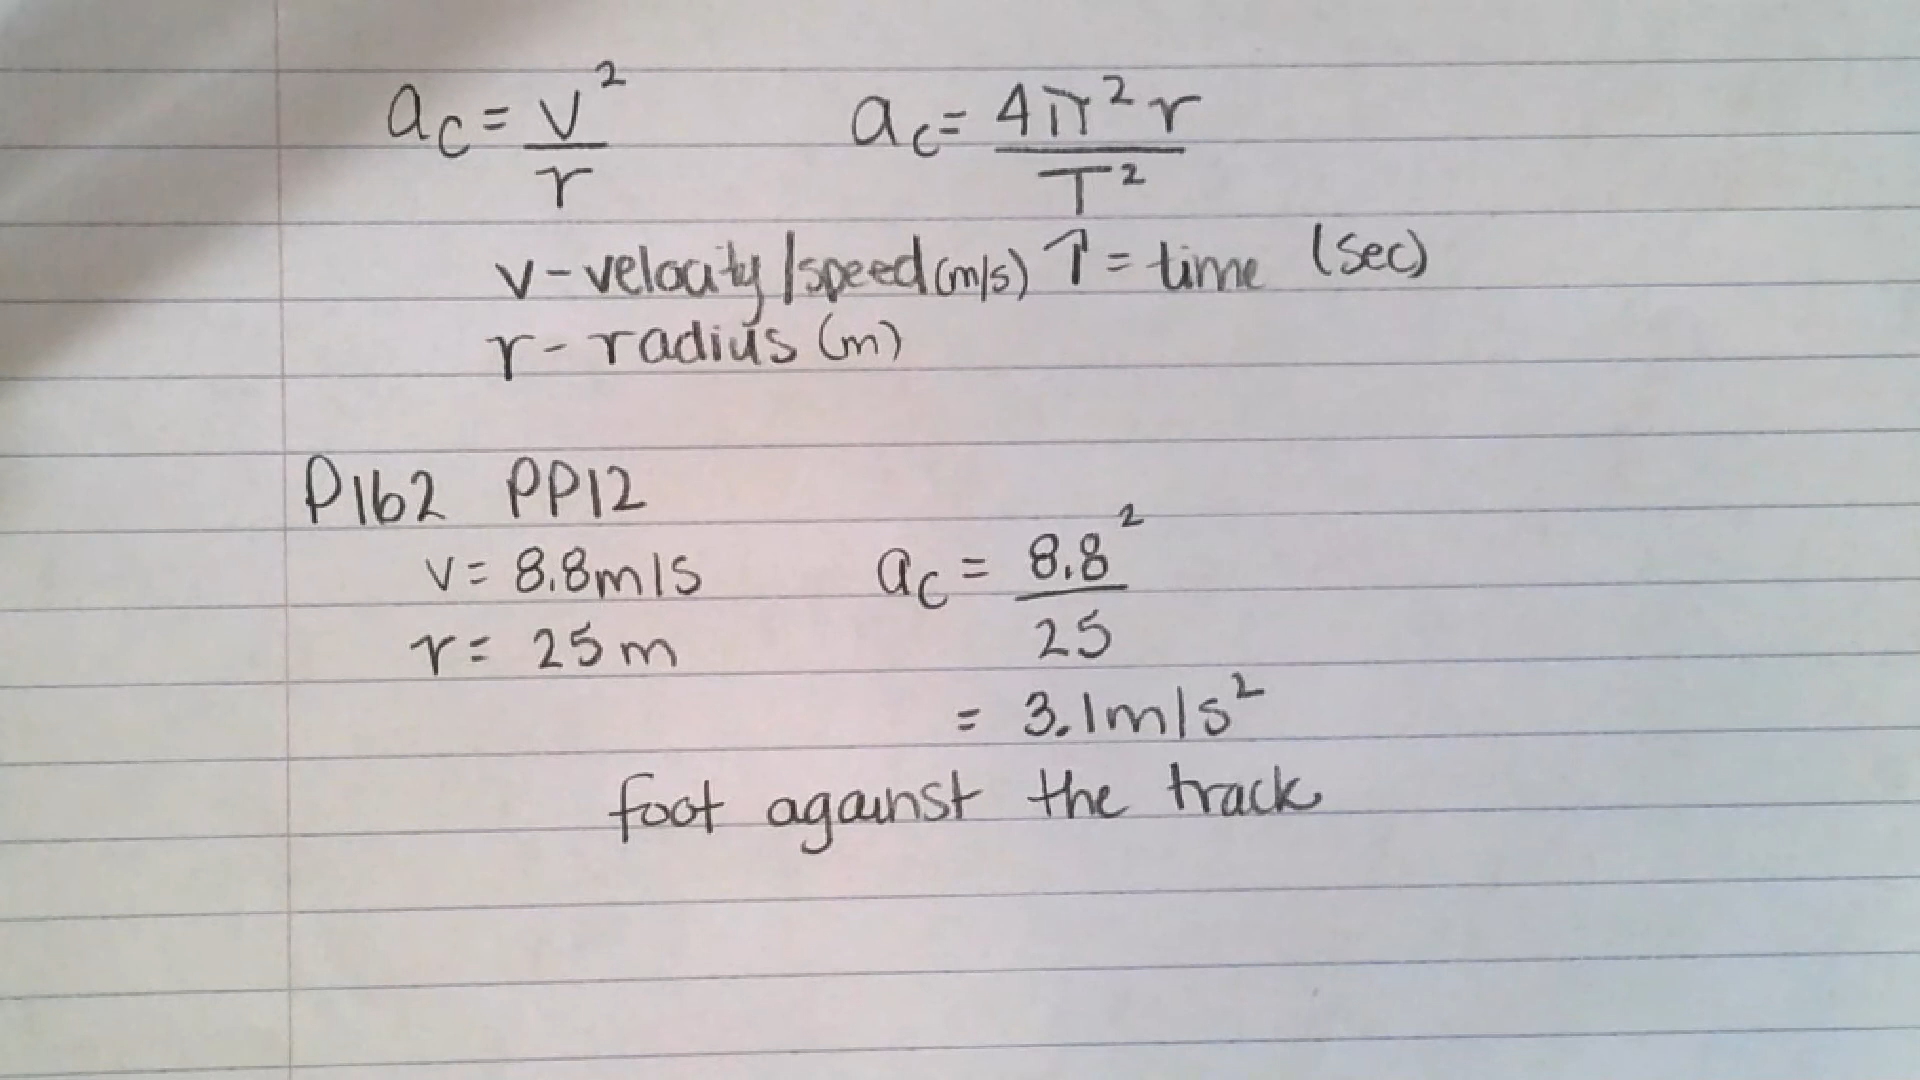 ac = v²/r ac = 4π²r/T²
v - velocity/speed (m/s) T = time (sec)
r - radius (m)
P162 PP12
v = 8.8m/s ac = 8.8²/25
r = 25m
= 3.1m/s²
foot against the track